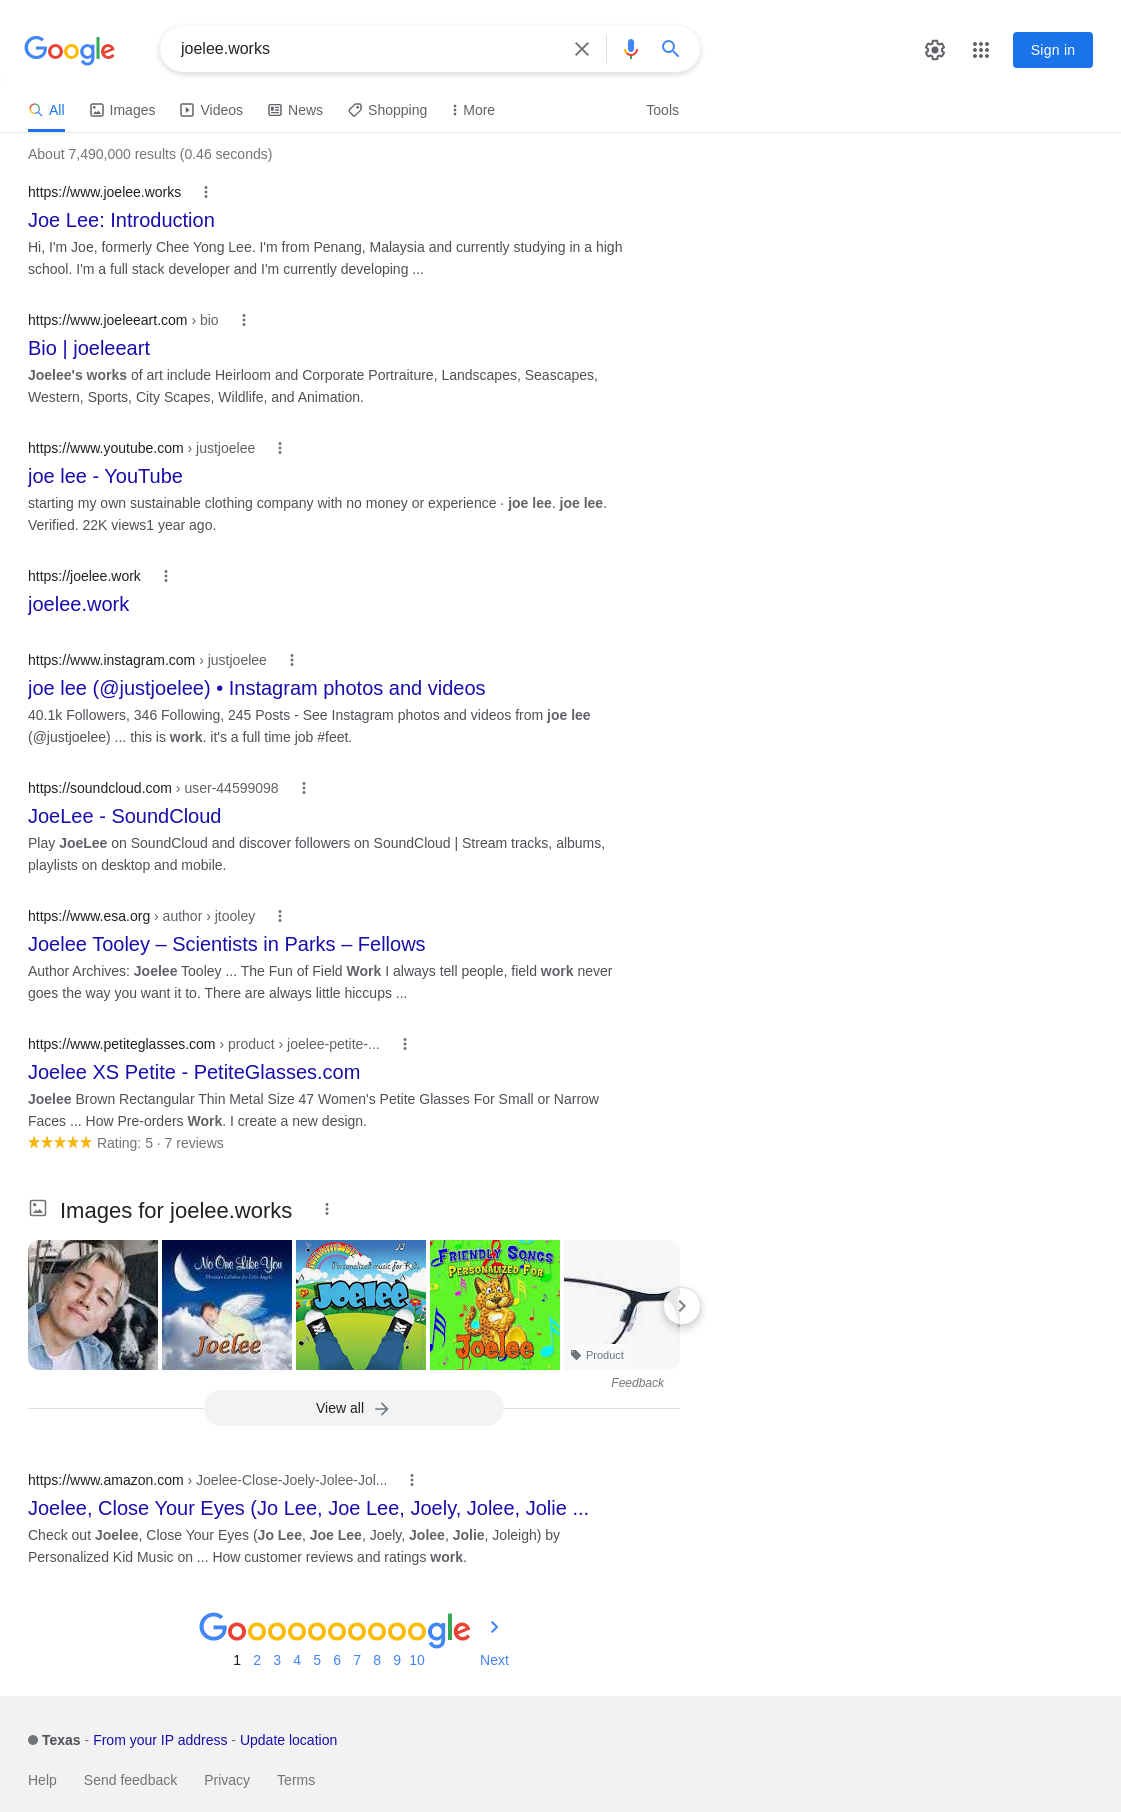 Google
joelee.works
Sign in
All
Images
Videos
News
Shopping
More
Tools
About 7,490,000 results (0.46 seconds)
https://www.joelee.works
Joe Lee: Introduction
Hi, I'm Joe, formerly Chee Yong Lee. I'm from Penang, Malaysia and currently studying in a high
school. I'm a full stack developer and I'm currently developing ...
https://www.joeleeart.com › bio
Bio | joeleeart
Joelee's works of art include Heirloom and Corporate Portraiture, Landscapes, Seascapes,
Western, Sports, City Scapes, Wildlife, and Animation.
https://www.youtube.com › justjoelee
joe lee - YouTube
starting my own sustainable clothing company with no money or experience · joe lee. joe lee.
Verified. 22K views1 year ago.
https://joelee.work
joelee.work
https://www.instagram.com › justjoelee
joe lee (@justjoelee) • Instagram photos and videos
40.1k Followers, 346 Following, 245 Posts - See Instagram photos and videos from joe lee
(@justjoelee) ... this is work. it's a full time job #feet.
https://soundcloud.com › user-44599098
JoeLee - SoundCloud
Play JoeLee on SoundCloud and discover followers on SoundCloud | Stream tracks, albums,
playlists on desktop and mobile.
https://www.esa.org › author › jtooley
Joelee Tooley – Scientists in Parks – Fellows
Author Archives: Joelee Tooley ... The Fun of Field Work I always tell people, field work never
goes the way you want it to. There are always little hiccups ...
https://www.petiteglasses.com › product › joelee-petite-...
Joelee XS Petite - PetiteGlasses.com
Joelee Brown Rectangular Thin Metal Size 47 Women's Petite Glasses For Small or Narrow
Faces ... How Pre-orders Work. I create a new design.
Rating: 5 · 7 reviews
Images for joelee.works
No One Like You
Christian Lullabies for Little Angels
Joelee
Personalized music for Kids
JOELEE
FRIENDLY SONGS
PERSONALIZED FOR
JOELEE
Product
Feedback
View all
https://www.amazon.com › Joelee-Close-Joely-Jolee-Jol...
Joelee, Close Your Eyes (Jo Lee, Joe Lee, Joely, Jolee, Jolie ...
Check out Joelee, Close Your Eyes (Jo Lee, Joe Lee, Joely, Jolee, Jolie, Joleigh) by
Personalized Kid Music on ... How customer reviews and ratings work.
Goooooooooogle
1 2 3 4 5 6 7 8 9 10 Next
Texas - From your IP address - Update location
Help Send feedback Privacy Terms